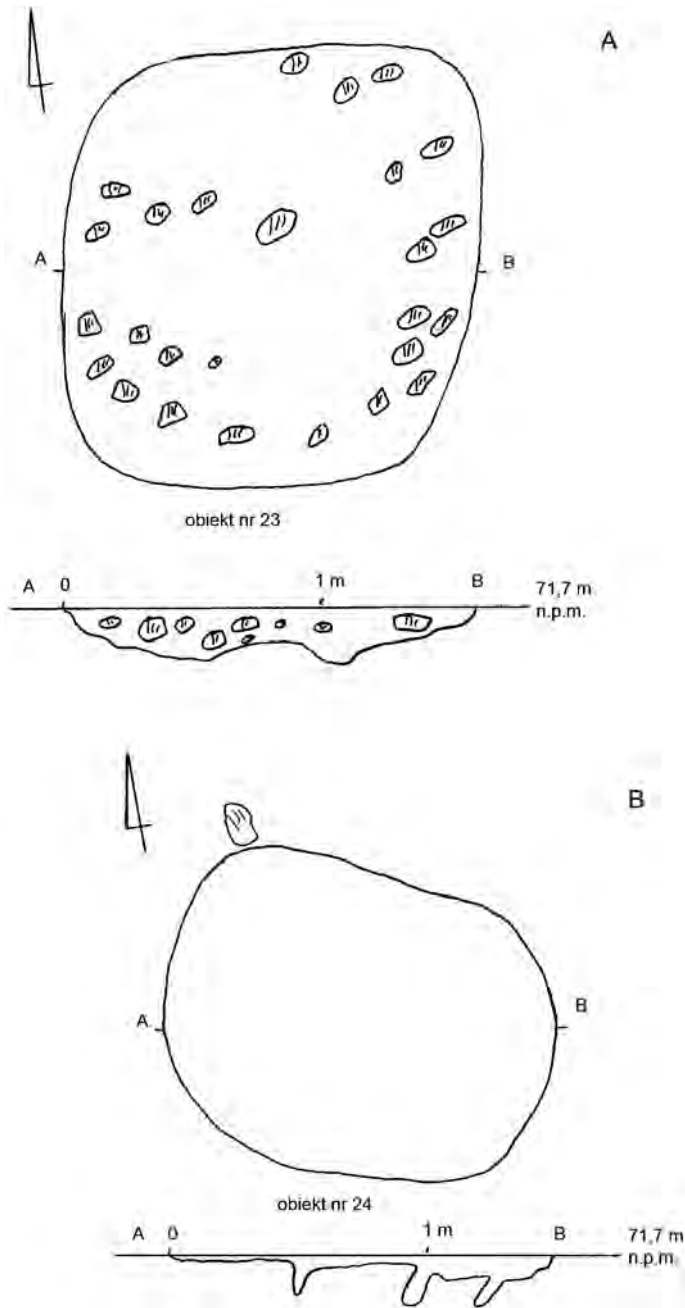 A
A B
obiekt nr 23
A 0 1 m B 71,7 m
n.p.m.
B
A B
obiekt nr 24
A 0 1 m B 71,7 m
n.p.m.